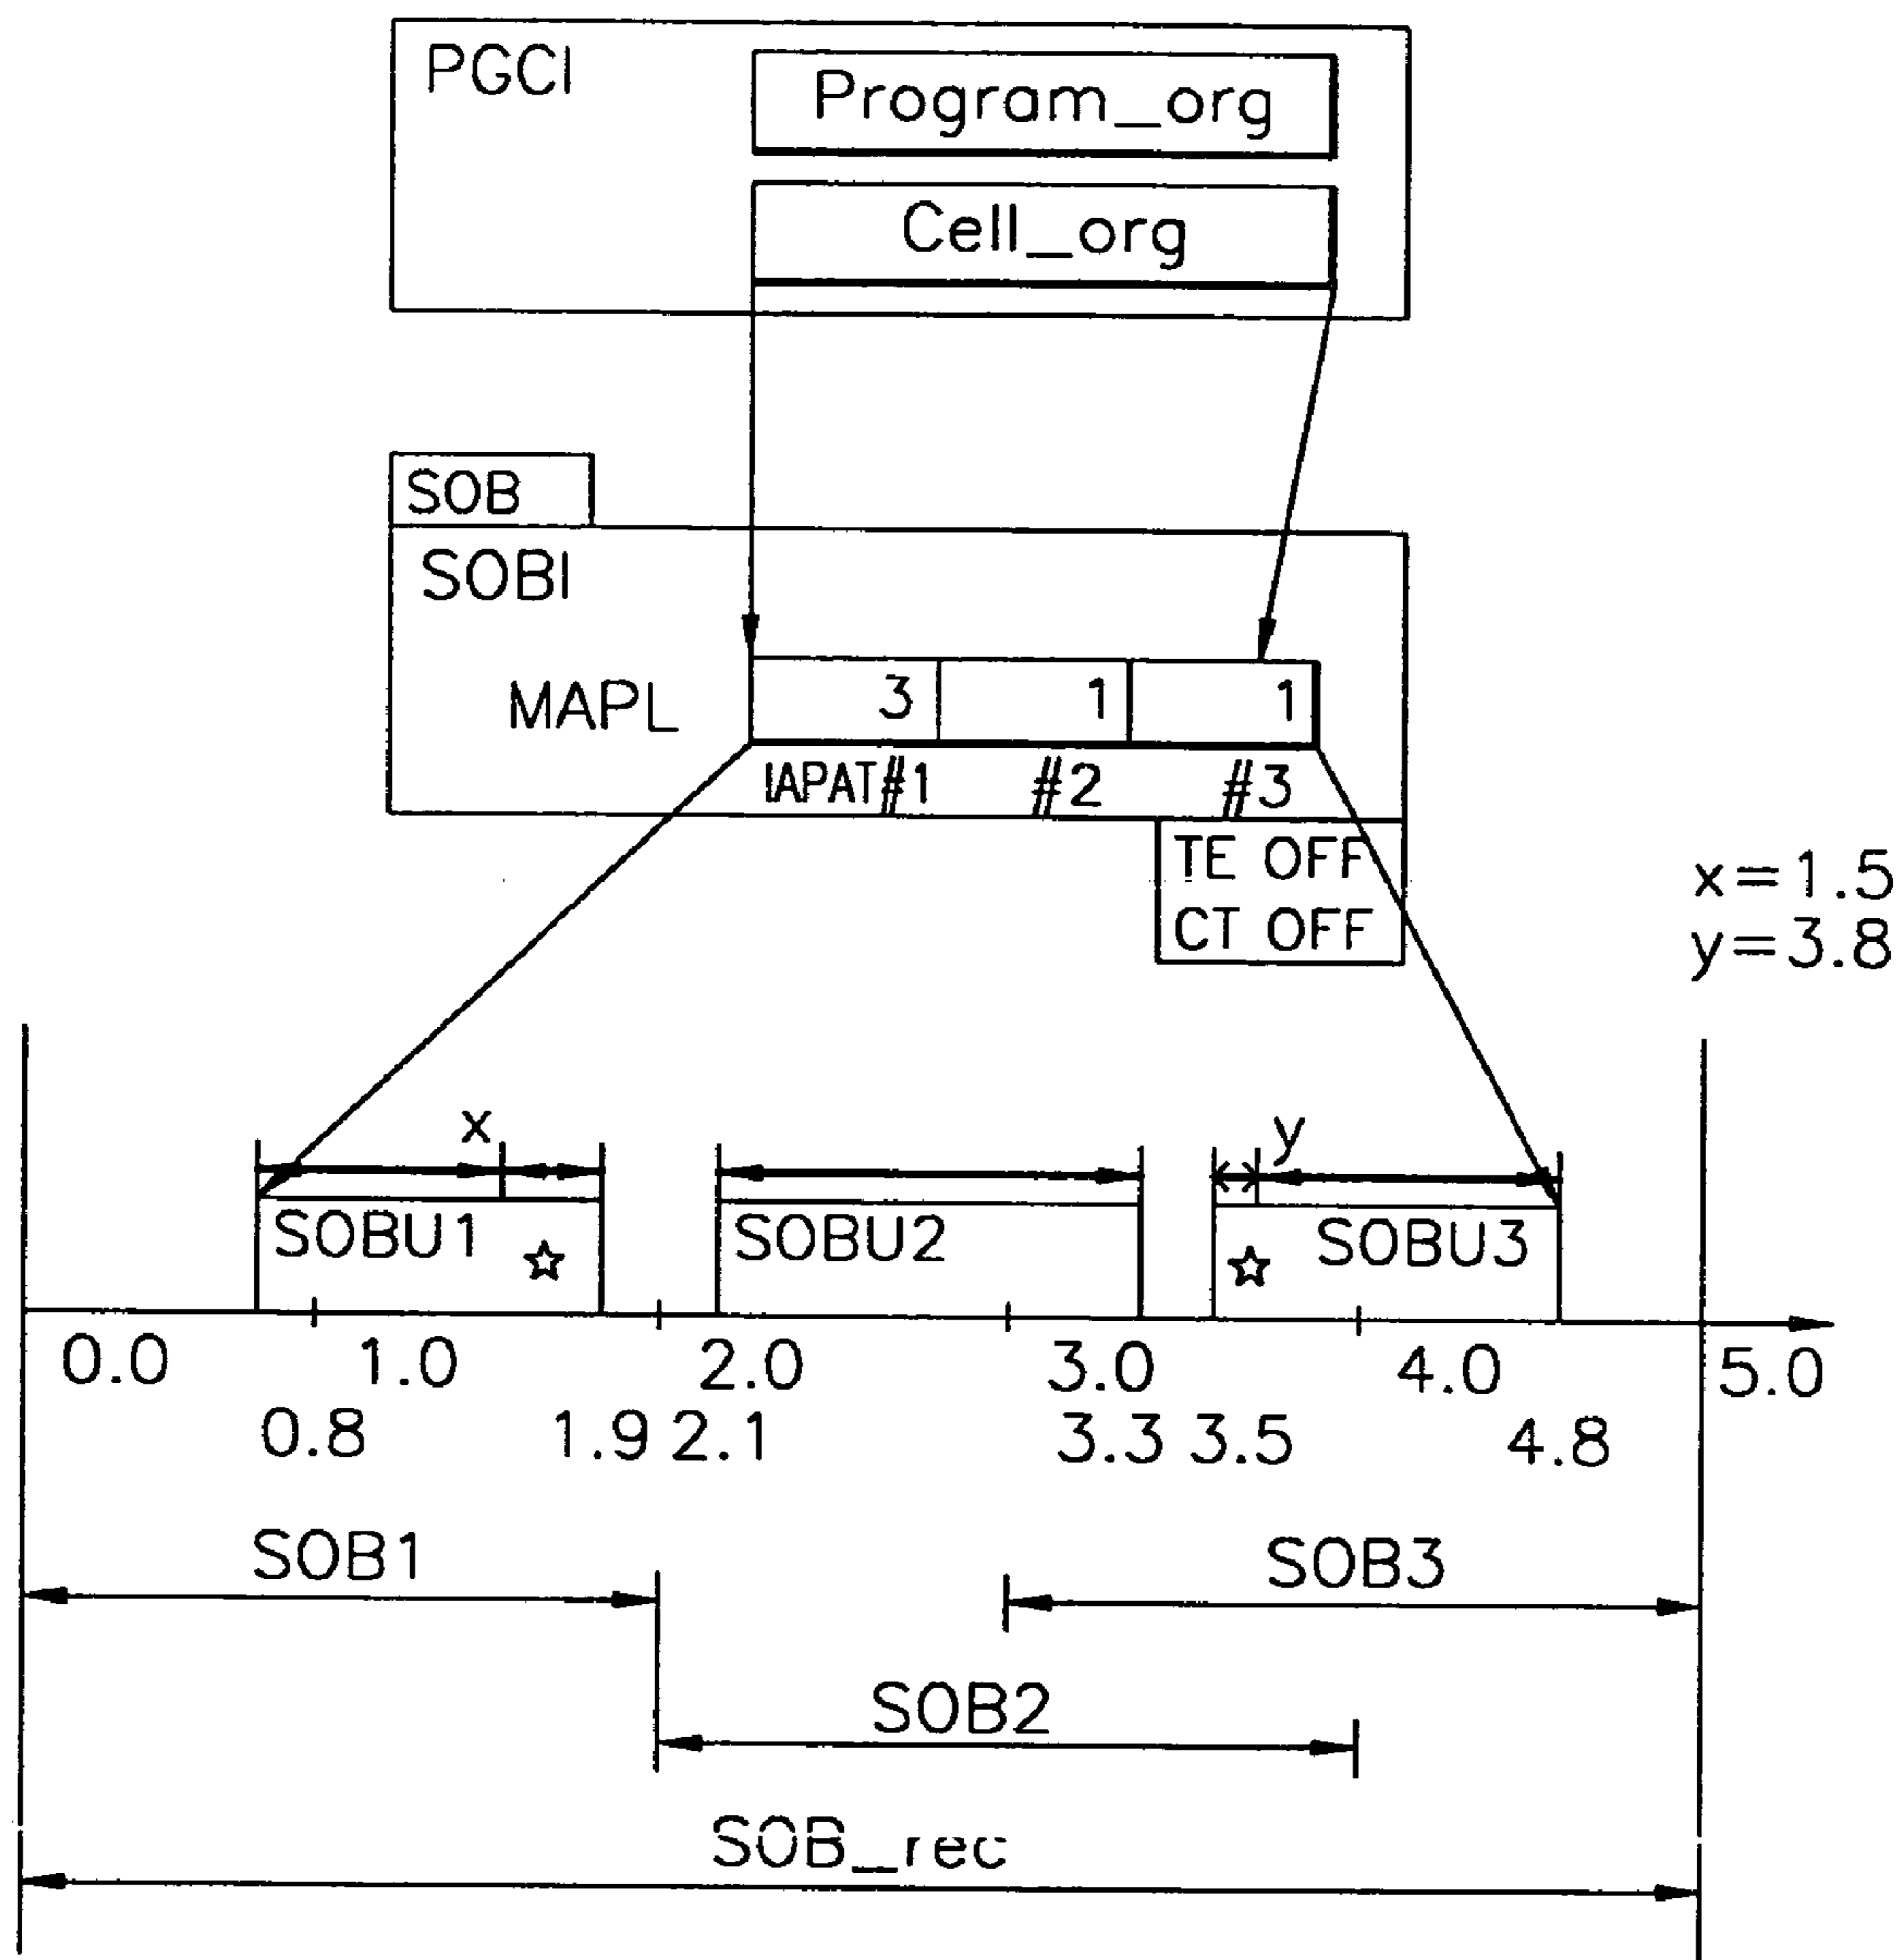 PGCI
Program_org
Cell_org
SOB
SOBI
MAPL
3 1 1
IAPAT#1 #2 #3
TE OFF
CT OFF
x=1.5
y=3.8
x y
SOBU1 ☆ SOBU2 ☆ SOBU3
0.0 1.0 2.0 3.0 4.0 5.0
0.8 1.9 2.1 3.3 3.5 4.8
SOB1 SOB3
SOB2
SOB_rec